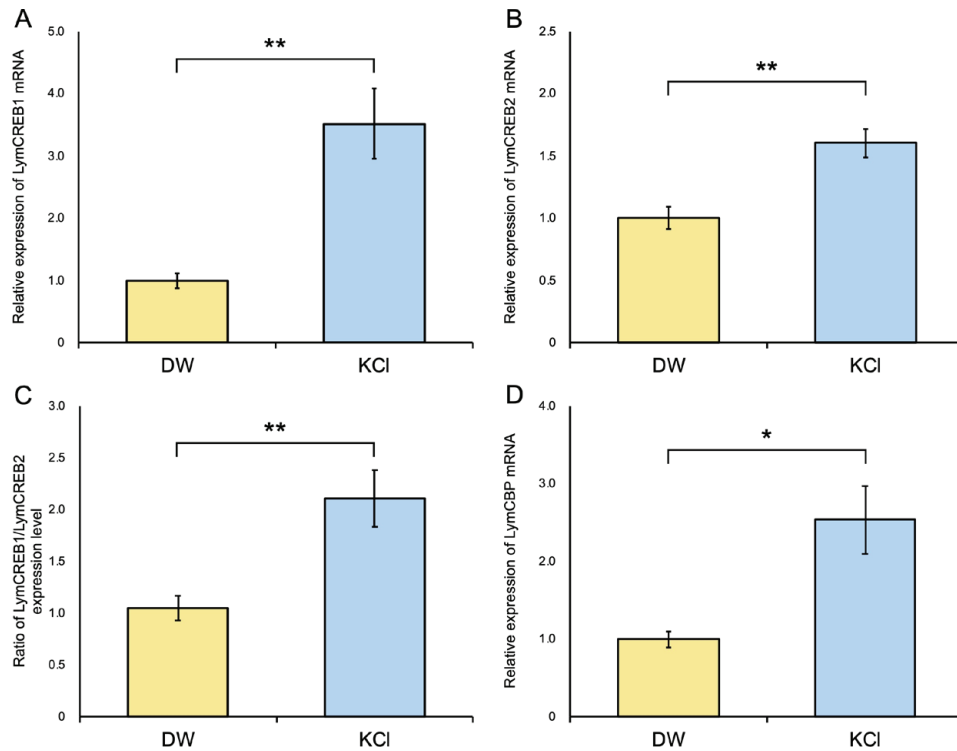 A
Relative expression of LymCREB1 mRNA
5.0
4.0
3.0
2.0
1.0
0
**
DW
KCl
B
Relative expression of LymCREB2 mRNA
2.5
2.0
1.5
1.0
0.5
0
**
DW
KCl
C
Ratio of LymCREB1/LymCREB2
expression level
3.0
2.5
2.0
1.5
1.0
0.5
0
**
DW
KCl
D
Relative expression of LymCBP mRNA
4.0
3.0
2.0
1.0
0
*
DW
KCl